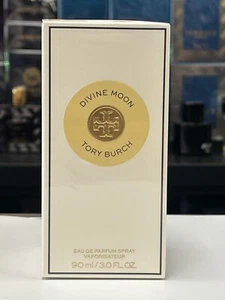 DIVINE MOON
TORY BURCH
EAU DE PARFUM SPRAY
VAPORISATEUR
90 ml / 3.0 FL.OZ